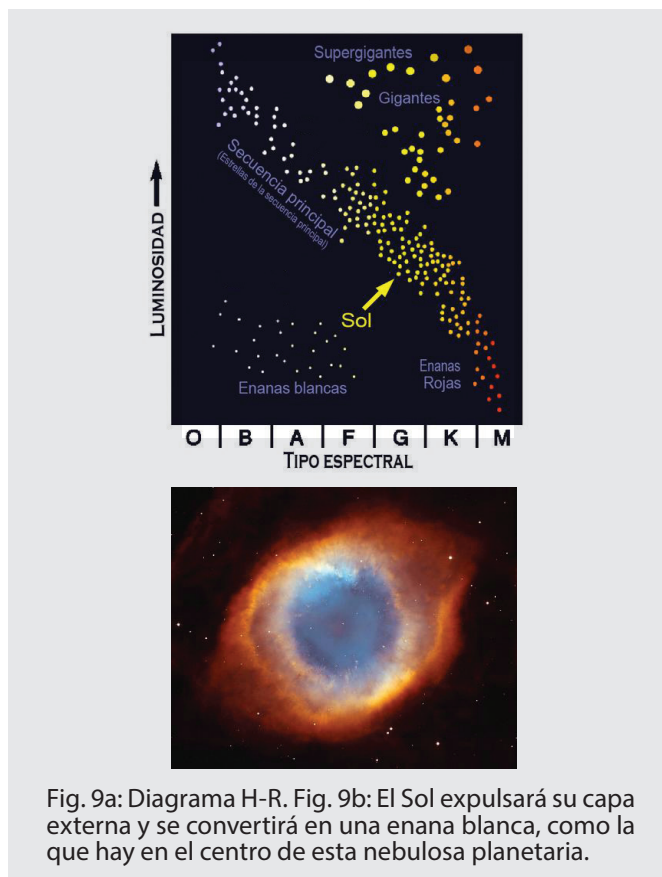 Supergigantes
Gigantes
Secuencia principal
(Estrellas de la secuencia principal)
LUMINOSIDAD
Sol
Enanas blancas
Enanas
Rojas
O B A F G K M
TIPO ESPECTRAL
Fig. 9a: Diagrama H-R. Fig. 9b: El Sol expulsará su capa
externa y se convertirá en una enana blanca, como la
que hay en el centro de esta nebulosa planetaria.